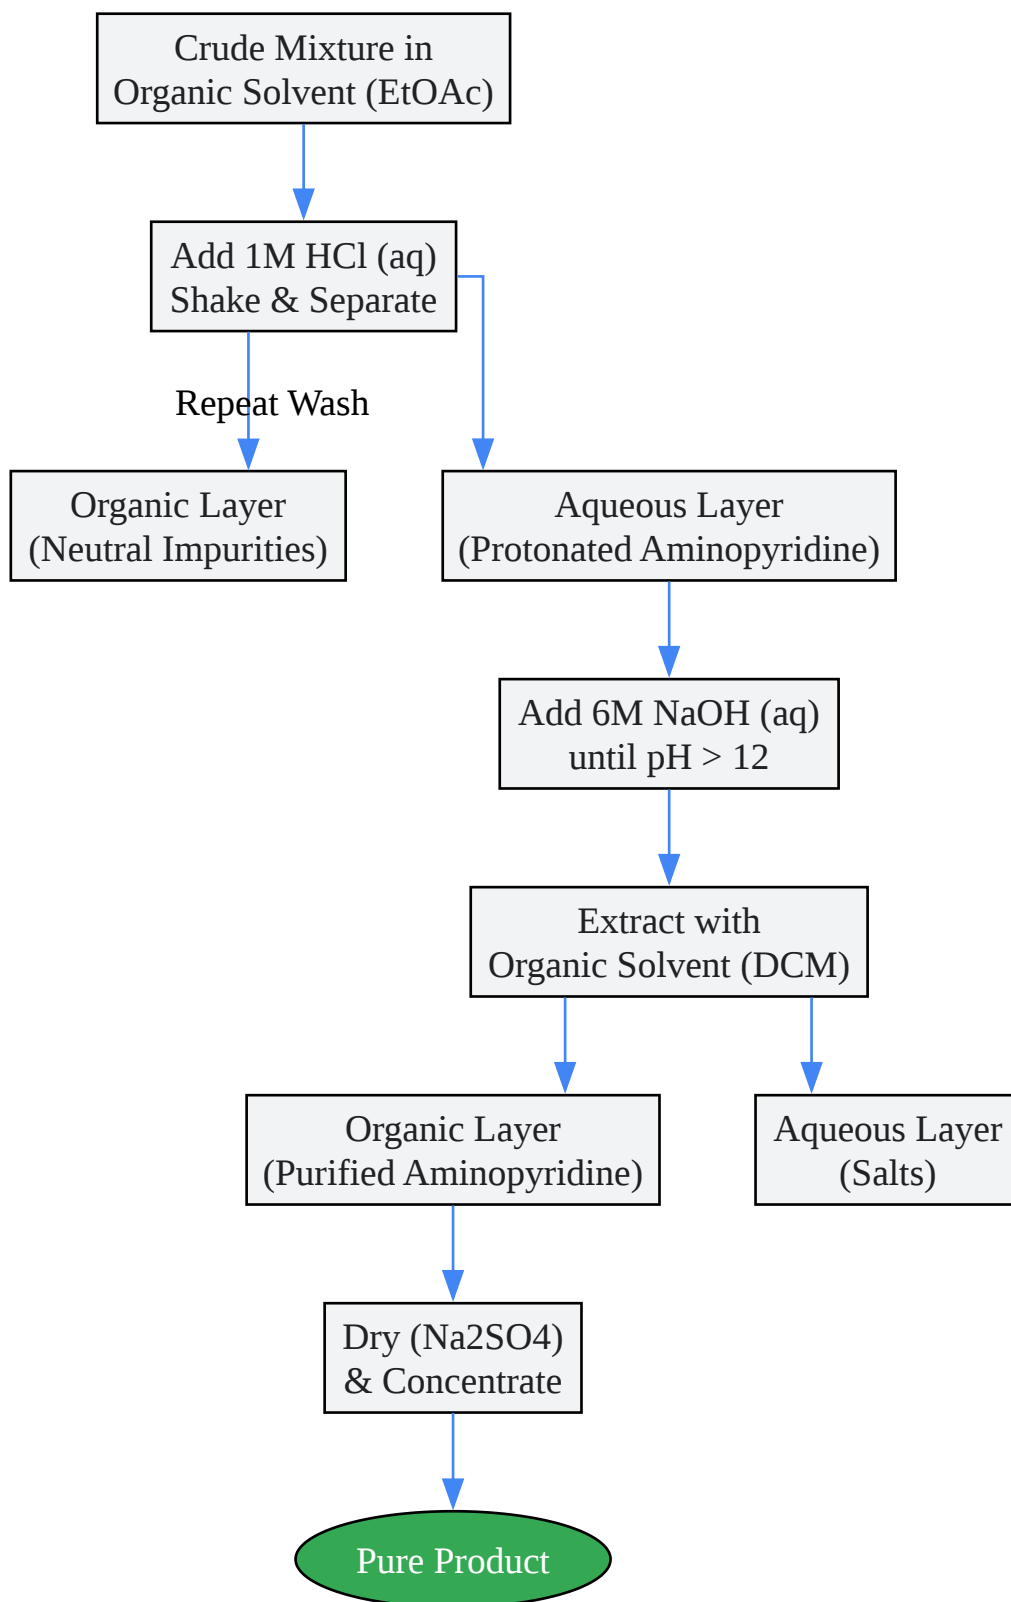 Crude Mixture in
Organic Solvent (EtOAc)
Add 1M HCl (aq)
Shake & Separate
Repeat Wash
Organic Layer
(Neutral Impurities)
Aqueous Layer
(Protonated Aminopyridine)
Add 6M NaOH (aq)
until pH > 12
Extract with
Organic Solvent (DCM)
Organic Layer
(Purified Aminopyridine)
Aqueous Layer
(Salts)
Dry (Na2SO4)
& Concentrate
Pure Product